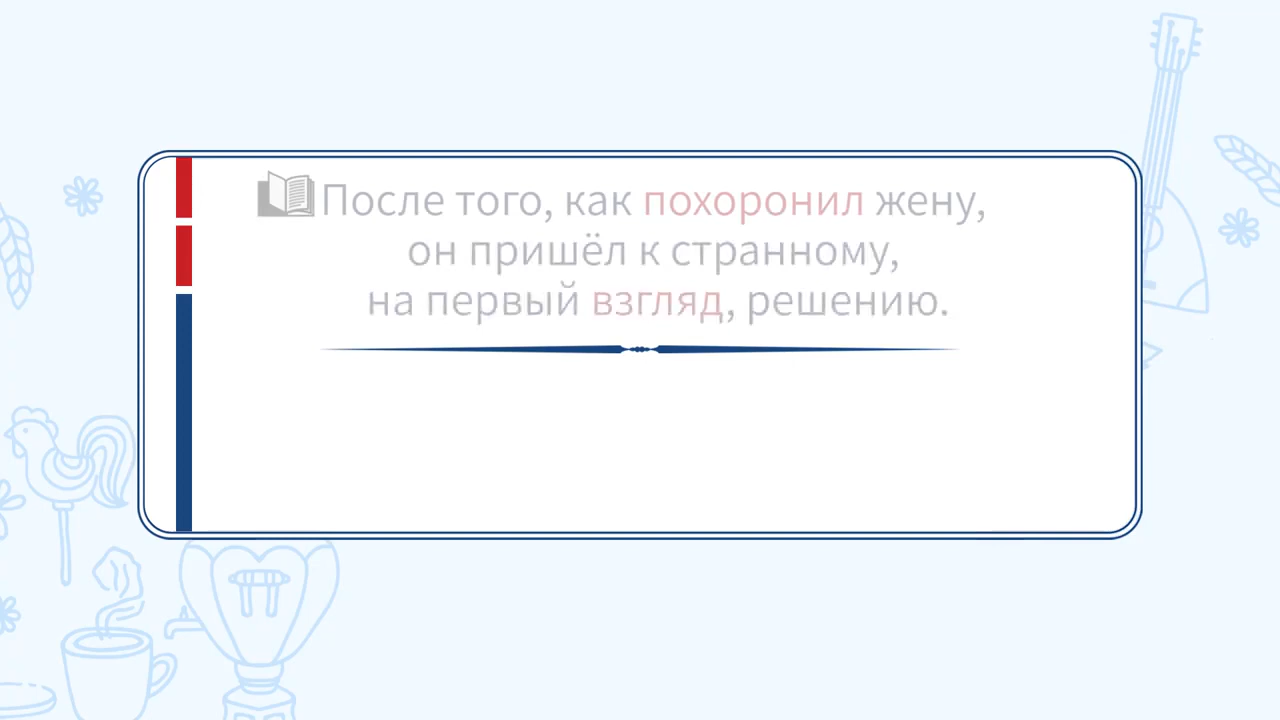 После того, как похоронил жену,
он пришёл к странному,
на первый взгляд, решению.